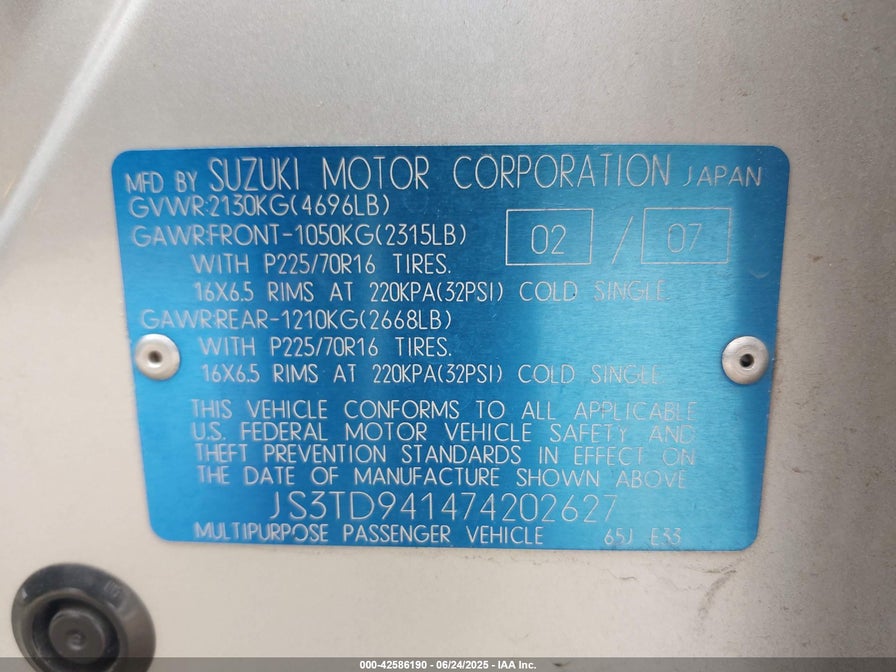 MFD BY SUZUKI MOTOR CORPORATION JAPAN
GVWR:2130KG(4696LB)
GAWR:FRONT-1050KG(2315LB)
02 / 07
WITH P225/70R16 TIRES.
16X6.5 RIMS AT 220KPA(32PSI) COLD SINGLE.
GAWR:REAR-1210KG(2668LB)
WITH P225/70R16 TIRES.
16X6.5 RIMS AT 220KPA(32PSI) COLD SINGLE.
THIS VEHICLE CONFORMS TO ALL APPLICABLE
U.S. FEDERAL MOTOR VEHICLE SAFETY AND
THEFT PREVENTION STANDARDS IN EFFECT ON
THE DATE OF MANUFACTURE SHOWN ABOVE
JS3TD941474202627
MULTIPURPOSE PASSENGER VEHICLE 65J E33
000-42586190 - 06/24/2025 - IAA Inc.